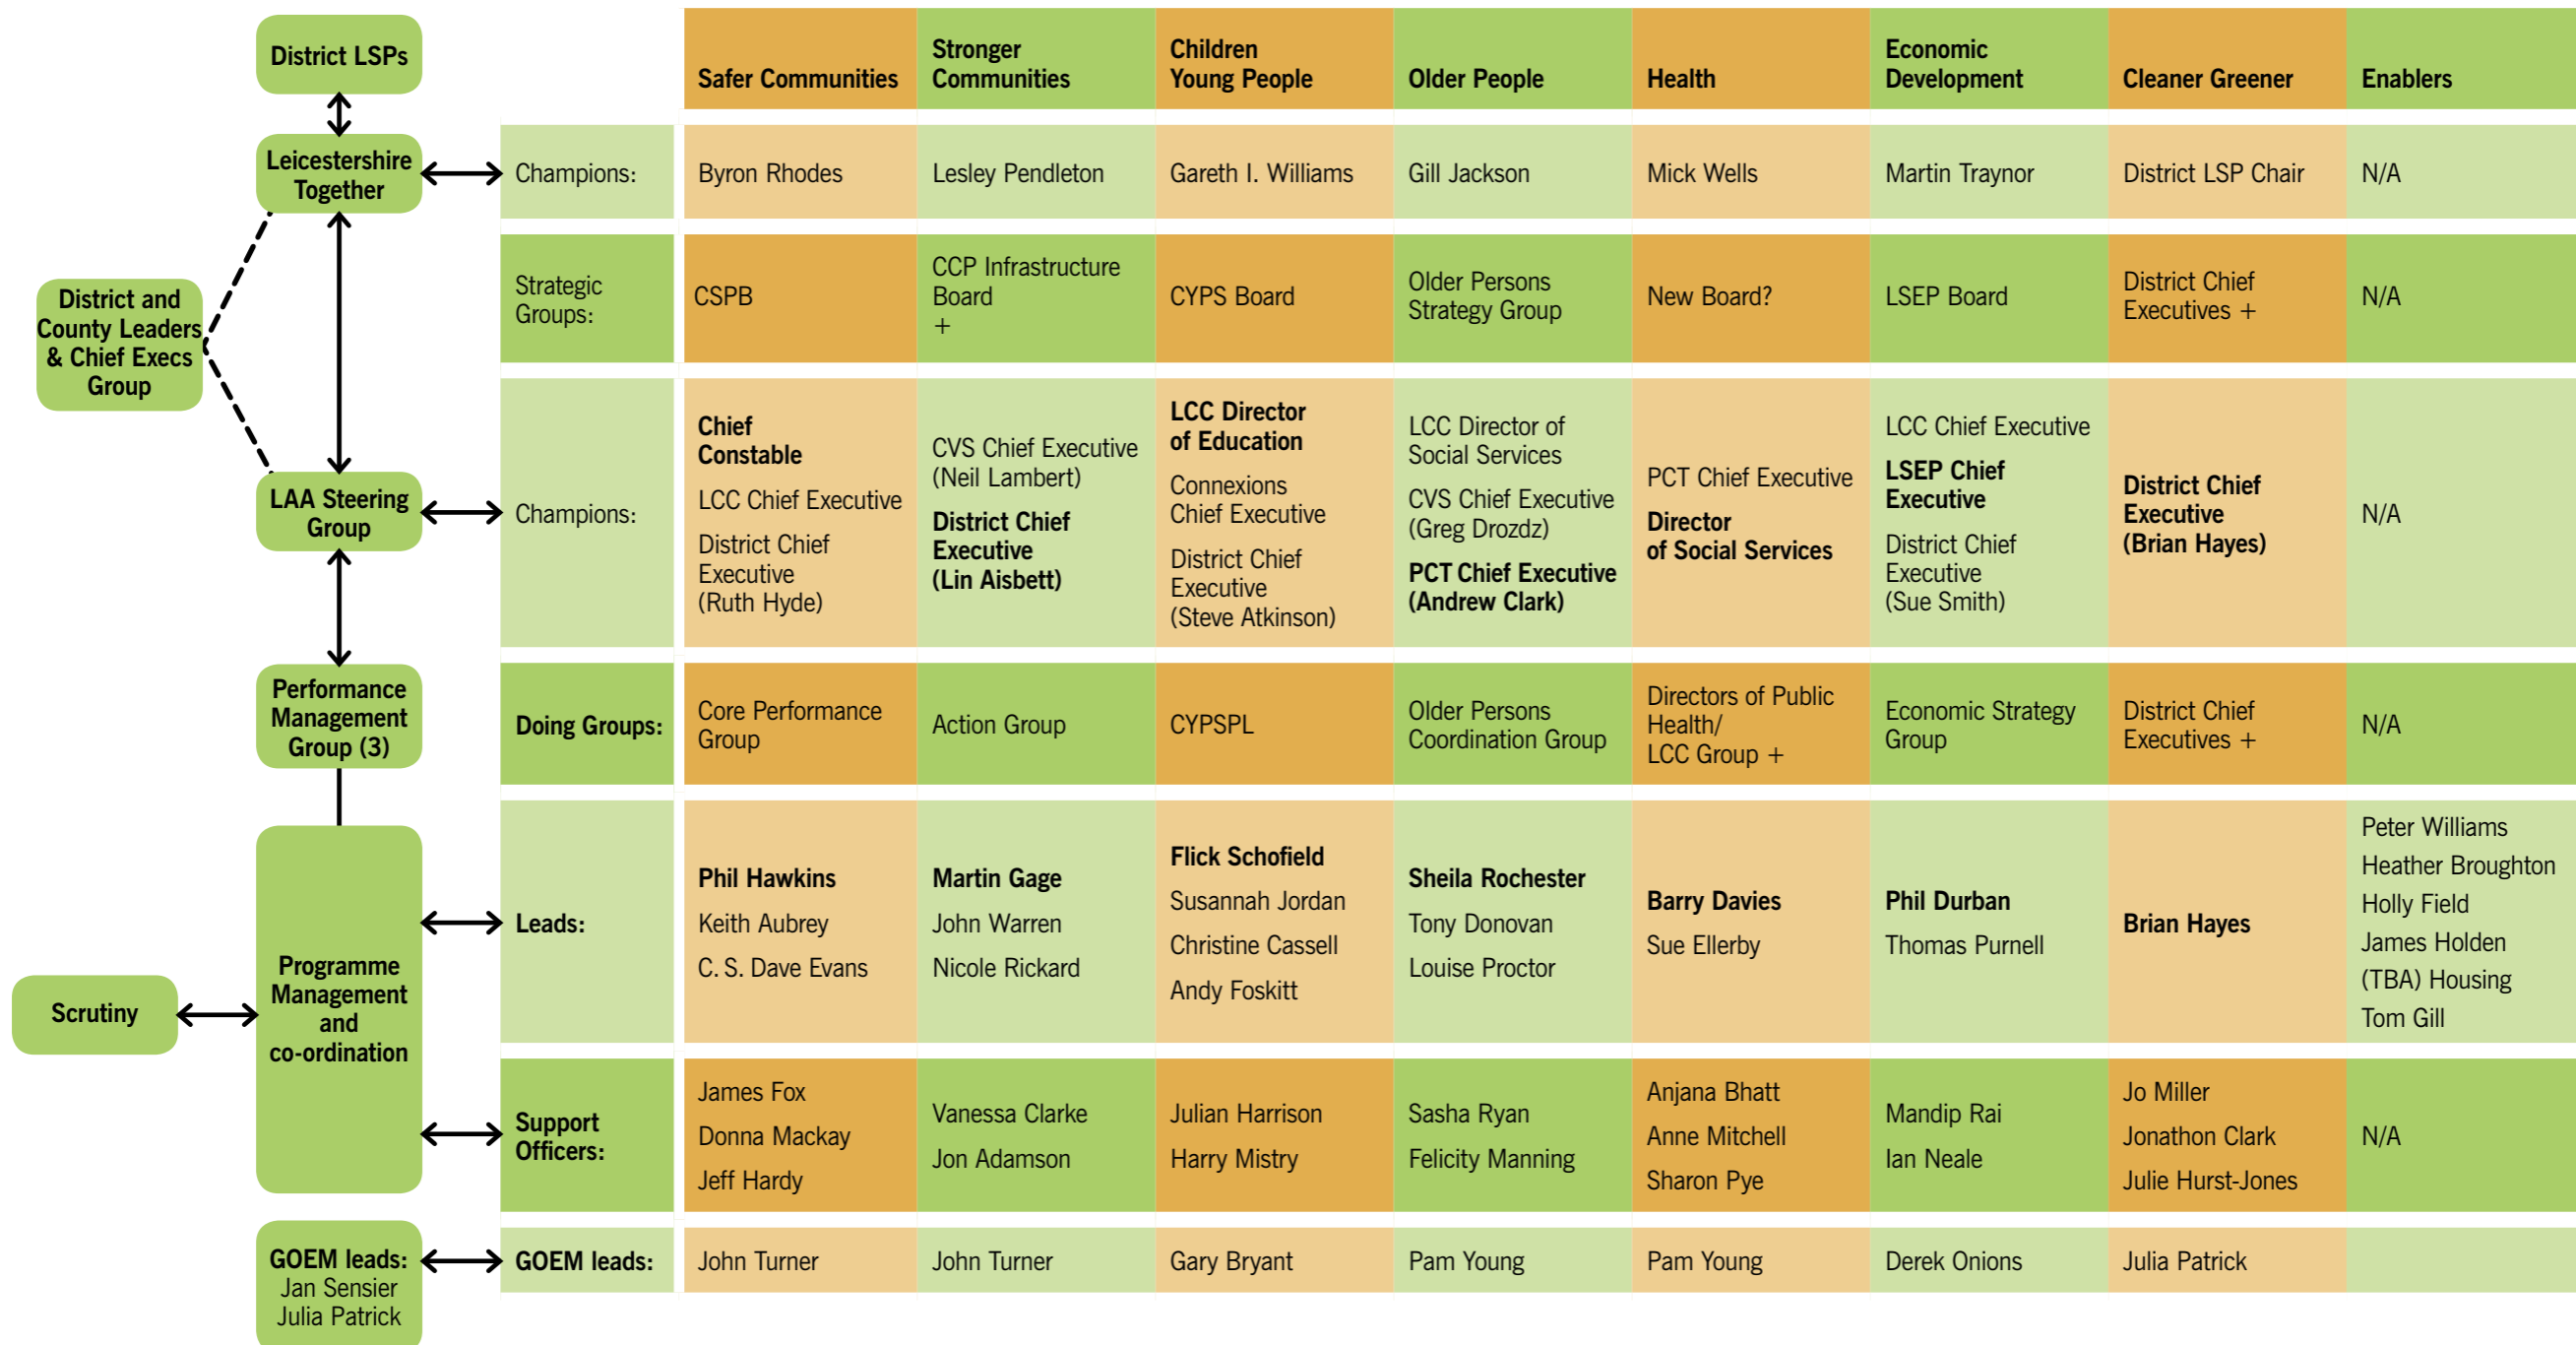 District LSPs
Leicestershire
Together
District and
County Leaders
& Chief Execs
Group
LAA Steering
Group
Performance
Management
Group (3)
Scrutiny
Programme
Management
and
co-ordination
GOEM leads:
Jan Sensier
Julia Patrick
Safer Communities
Stronger
Communities
Children
Young People
Older People
Health
Economic
Development
Cleaner Greener
Enablers
Champions:
Byron Rhodes
Lesley Pendleton
Gareth I. Williams
Gill Jackson
Mick Wells
Martin Traynor
District LSP Chair
N/A
Strategic
Groups:
CSPB
CCP Infrastructure
Board
+
CYPS Board
Older Persons
Strategy Group
New Board?
LSEP Board
District Chief
Executives +
N/A
Champions:
Chief
Constable
LCC Chief Executive
District Chief
Executive
(Ruth Hyde)
CVS Chief Executive
(Neil Lambert)
District Chief
Executive
(Lin Aisbett)
LCC Director
of Education
Connexions
Chief Executive
District Chief
Executive
(Steve Atkinson)
LCC Director of
Social Services
CVS Chief Executive
(Greg Drozdz)
PCT Chief Executive
(Andrew Clark)
PCT Chief Executive
Director
of Social Services
LCC Chief Executive
LSEP Chief
Executive
District Chief
Executive
(Sue Smith)
District Chief
Executive
(Brian Hayes)
N/A
Doing Groups:
Core Performance
Group
Action Group
CYPSPL
Older Persons
Coordination Group
Directors of Public
Health/
LCC Group +
Economic Strategy
Group
District Chief
Executives +
N/A
Leads:
Phil Hawkins
Keith Aubrey
C. S. Dave Evans
Martin Gage
John Warren
Nicole Rickard
Flick Schofield
Susannah Jordan
Christine Cassell
Andy Foskitt
Sheila Rochester
Tony Donovan
Louise Proctor
Barry Davies
Sue Ellerby
Phil Durban
Thomas Purnell
Brian Hayes
Peter Williams
Heather Broughton
Holly Field
James Holden
(TBA) Housing
Tom Gill
Support
Officers:
James Fox
Donna Mackay
Jeff Hardy
Vanessa Clarke
Jon Adamson
Julian Harrison
Harry Mistry
Sasha Ryan
Felicity Manning
Anjana Bhatt
Anne Mitchell
Sharon Pye
Mandip Rai
Ian Neale
Jo Miller
Jonathon Clark
Julie Hurst-Jones
N/A
GOEM leads:
John Turner
John Turner
Gary Bryant
Pam Young
Pam Young
Derek Onions
Julia Patrick